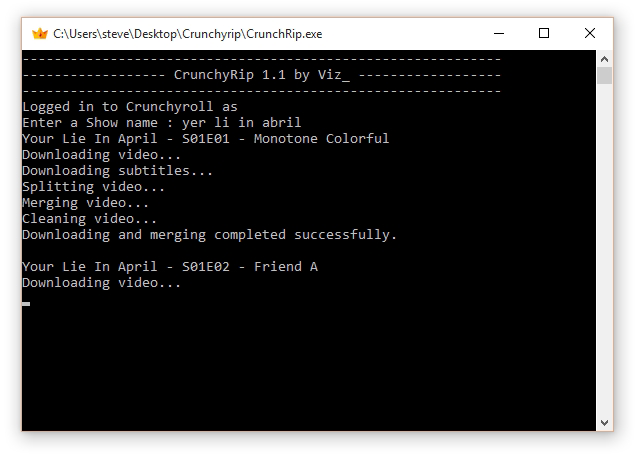 C:\Users\steve\Desktop\Crunchyrip\CrunchRip.exe
------------------------------------------------------------
------------------ CrunchyRip 1.1 by Viz_ ------------------
------------------------------------------------------------
Logged in to Crunchyroll as
Enter a Show name : yer li in abril
Your Lie In April - S01E01 - Monotone Colorful
Downloading video...
Downloading subtitles...
Splitting video...
Merging video...
Cleaning video...
Downloading and merging completed successfully.
Your Lie In April - S01E02 - Friend A
Downloading video...